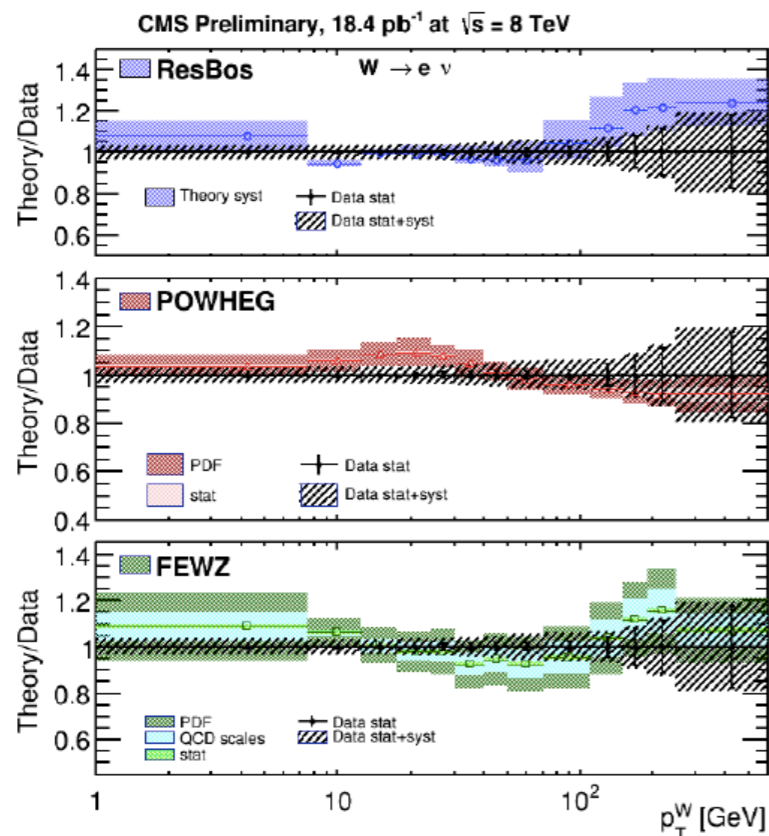 CMS Preliminary, 18.4 pb⁻¹ at √s = 8 TeV
Theory/Data
1.4
1.2
1
0.8
0.6
ResBos
W → e ν
Theory syst
Data stat
Data stat+syst
Theory/Data
1.4
1.2
1
0.8
0.6
0.4
POWHEG
PDF
Data stat
stat
Data stat+syst
Theory/Data
1.4
1.2
1
0.8
0.6
FEWZ
PDF
Data stat
QCD scales
Data stat+syst
stat
1
10
10²
p_T^W [GeV]